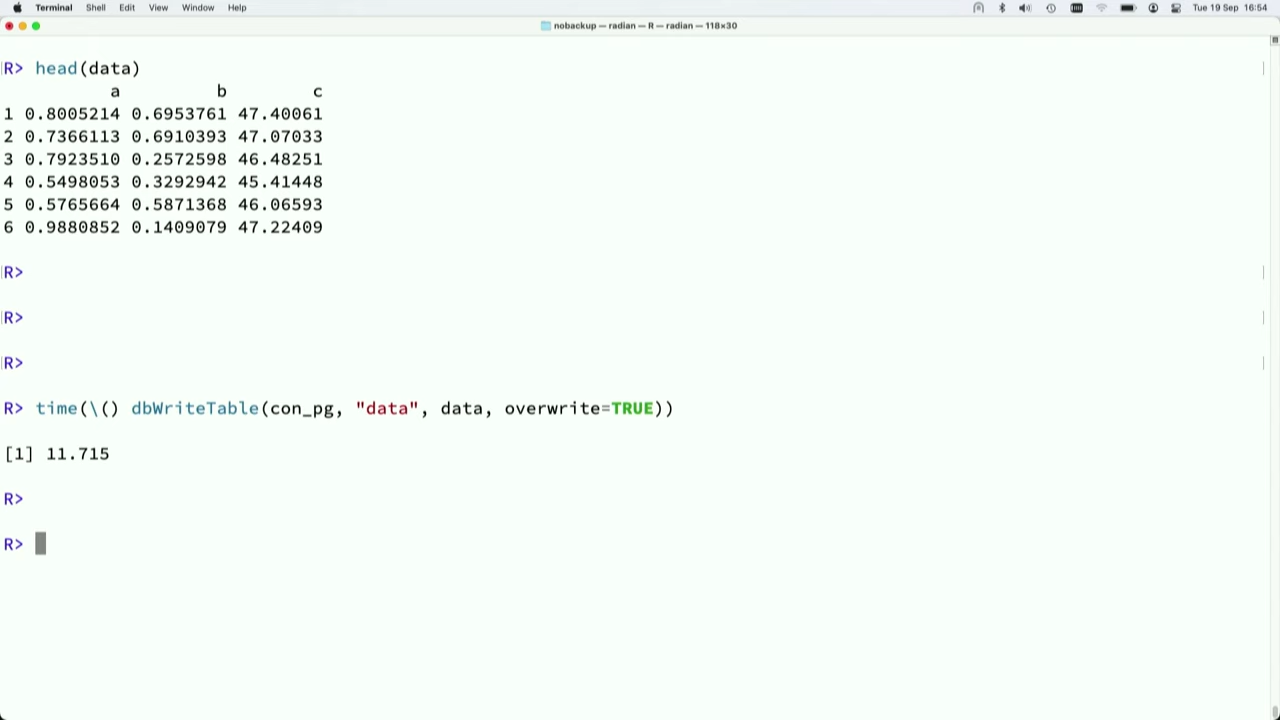 Terminal Shell Edit View Window Help Tue 19 Sep 16:54
nobackup — radian — R — radian — 118×30
R> head(data)
a b c
1 0.8005214 0.6953761 47.40061
2 0.7366113 0.6910393 47.07033
3 0.7923510 0.2572598 46.48251
4 0.5498053 0.3292942 45.41448
5 0.5765664 0.5871368 46.06593
6 0.9880852 0.1409079 47.22409
R>
R>
R>
R> time(\() dbWriteTable(con_pg, "data", data, overwrite=TRUE))
[1] 11.715
R>
R>